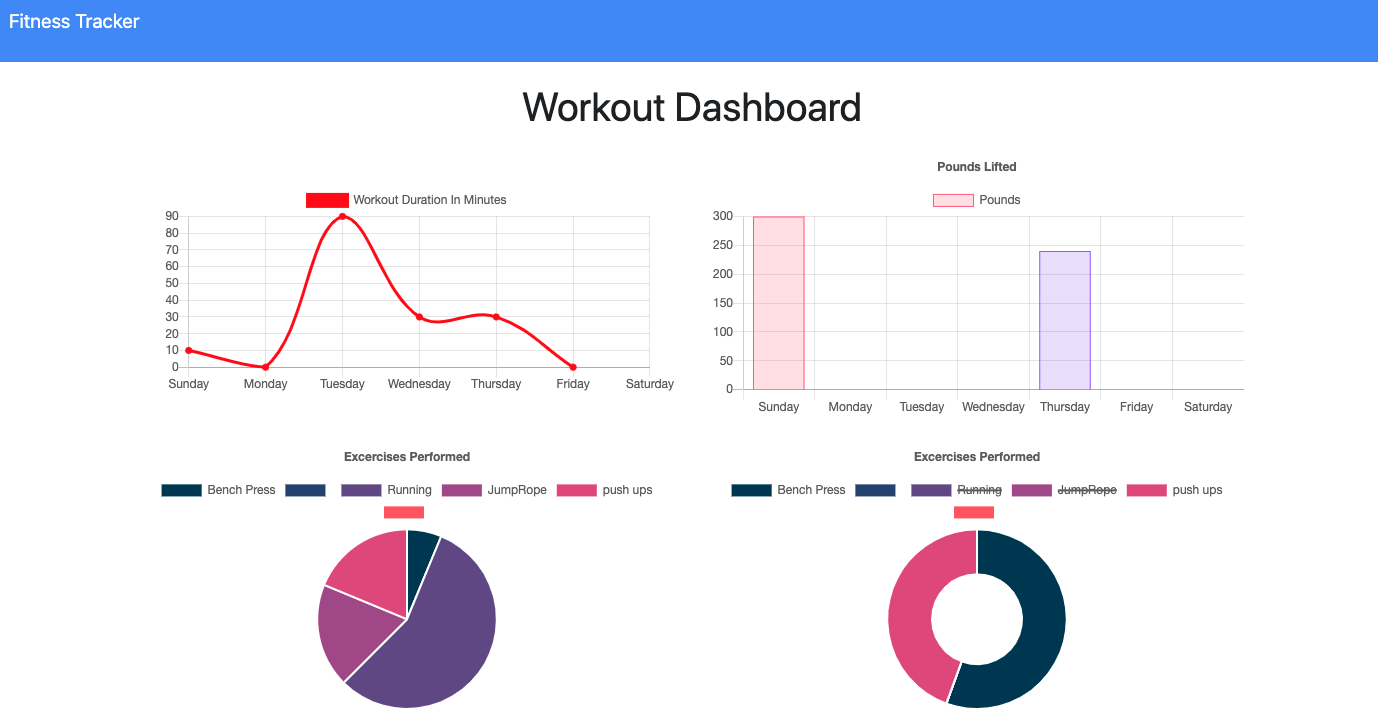 Fitness Tracker
Workout Dashboard
Workout Duration In Minutes
90
80
70
60
50
40
30
20
10
0
Sunday Monday Tuesday Wednesday Thursday Friday Saturday
Pounds Lifted
Pounds
300
250
200
150
100
50
0
Sunday Monday Tuesday Wednesday Thursday Friday Saturday
Excercises Performed
Bench Press Running JumpRope push ups
Excercises Performed
Bench Press Running JumpRope push ups